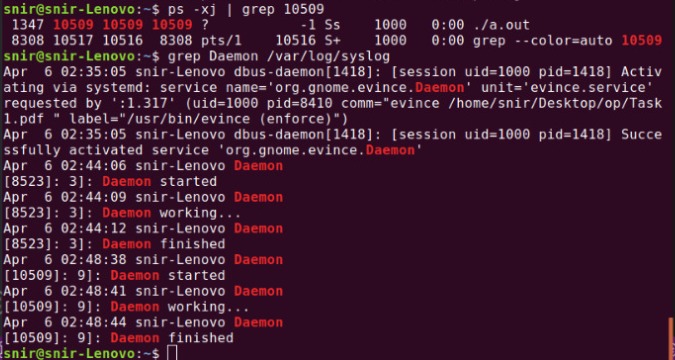 snir@snir-Lenovo:~$ ps -xj | grep 10509
 1347 10509 10509 10509 ?           -1 Ss    1000   0:00 ./a.out
 8308 10517 10516  8308 pts/1    10516 S+    1000   0:00 grep --color=auto 10509
snir@snir-Lenovo:~$ grep Daemon /var/log/syslog
Apr  6 02:35:05 snir-Lenovo dbus-daemon[1418]: [session uid=1000 pid=1418] Activ
ating via systemd: service name='org.gnome.evince.Daemon' unit='evince.service'
requested by ':1.317' (uid=1000 pid=8410 comm="evince /home/snir/Desktop/op/Task
1.pdf " label="/usr/bin/evince (enforce)")
Apr  6 02:35:05 snir-Lenovo dbus-daemon[1418]: [session uid=1000 pid=1418] Succe
ssfully activated service 'org.gnome.evince.Daemon'
Apr  6 02:44:06 snir-Lenovo Daemon
[8523]: 3]: Daemon started
Apr  6 02:44:09 snir-Lenovo Daemon
[8523]: 3]: Daemon working...
Apr  6 02:44:12 snir-Lenovo Daemon
[8523]: 3]: Daemon finished
Apr  6 02:48:38 snir-Lenovo Daemon
[10509]: 9]: Daemon started
Apr  6 02:48:41 snir-Lenovo Daemon
[10509]: 9]: Daemon working...
Apr  6 02:48:44 snir-Lenovo Daemon
[10509]: 9]: Daemon finished
snir@snir-Lenovo:~$